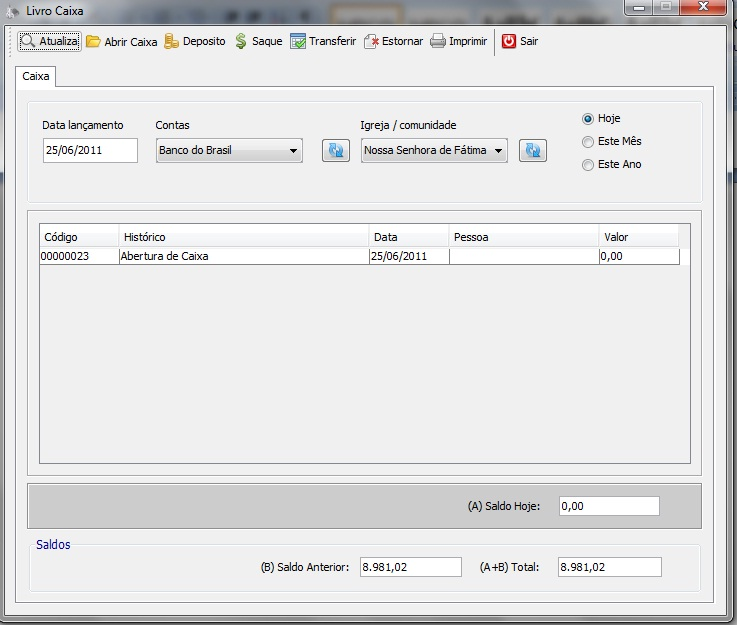 Livro Caixa
Atualiza Abrir Caixa Deposito Saque Transferir Estornar Imprimir Sair
Caixa
Data lançamento Contas Igreja / comunidade Hoje
25/06/2011 Banco do Brasil Nossa Senhora de Fátima Este Mês
Este Ano
Código Histórico Data Pessoa Valor
00000023 Abertura de Caixa 25/06/2011 0,00
(A) Saldo Hoje: 0,00
Saldos
(B) Saldo Anterior: 8.981,02 (A+B) Total: 8.981,02